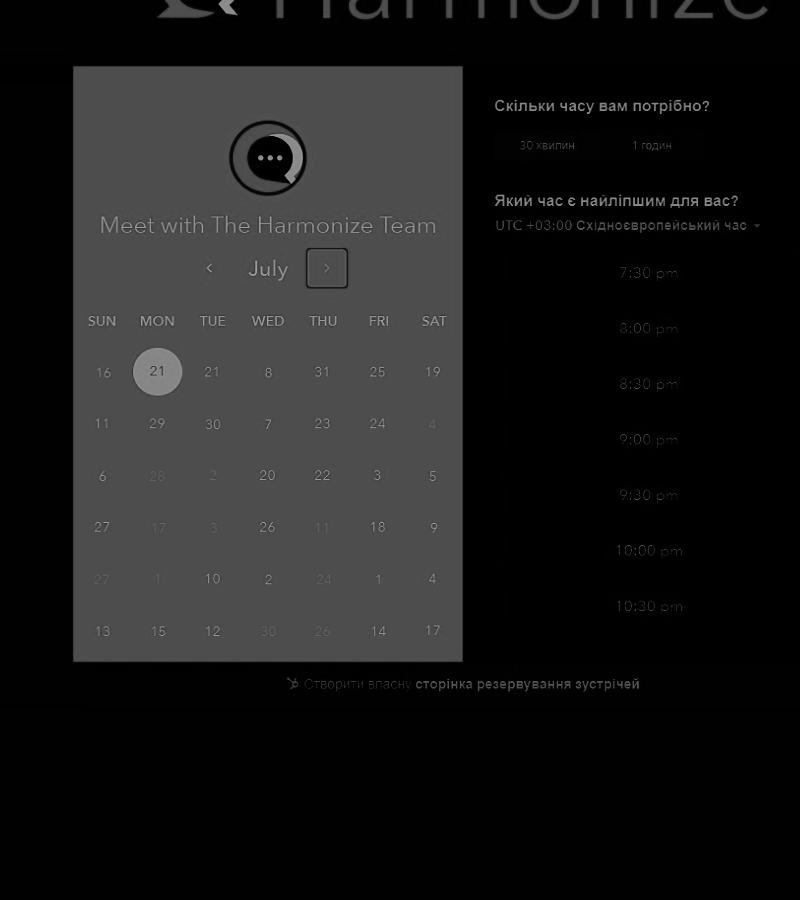 Harmonize
Meet with The Harmonize Team
July
SUN MON TUE WED THU FRI SAT
16 21 21 8 31 25 19
11 29 30 7 23 24 4
6 28 2 20 22 3 5
27 17 3 26 11 18 9
27 1 10 2 24 1 4
13 15 12 30 26 14 17
Скільки часу вам потрібно?
30 хвилин 1 годин
Який час є найліпшим для вас?
UTC +03:00 Східноєвропейський час
7:30 pm
8:00 pm
8:30 pm
9:00 pm
9:30 pm
10:00 pm
10:30 pm
Створити власну сторінка резервування зустрічей